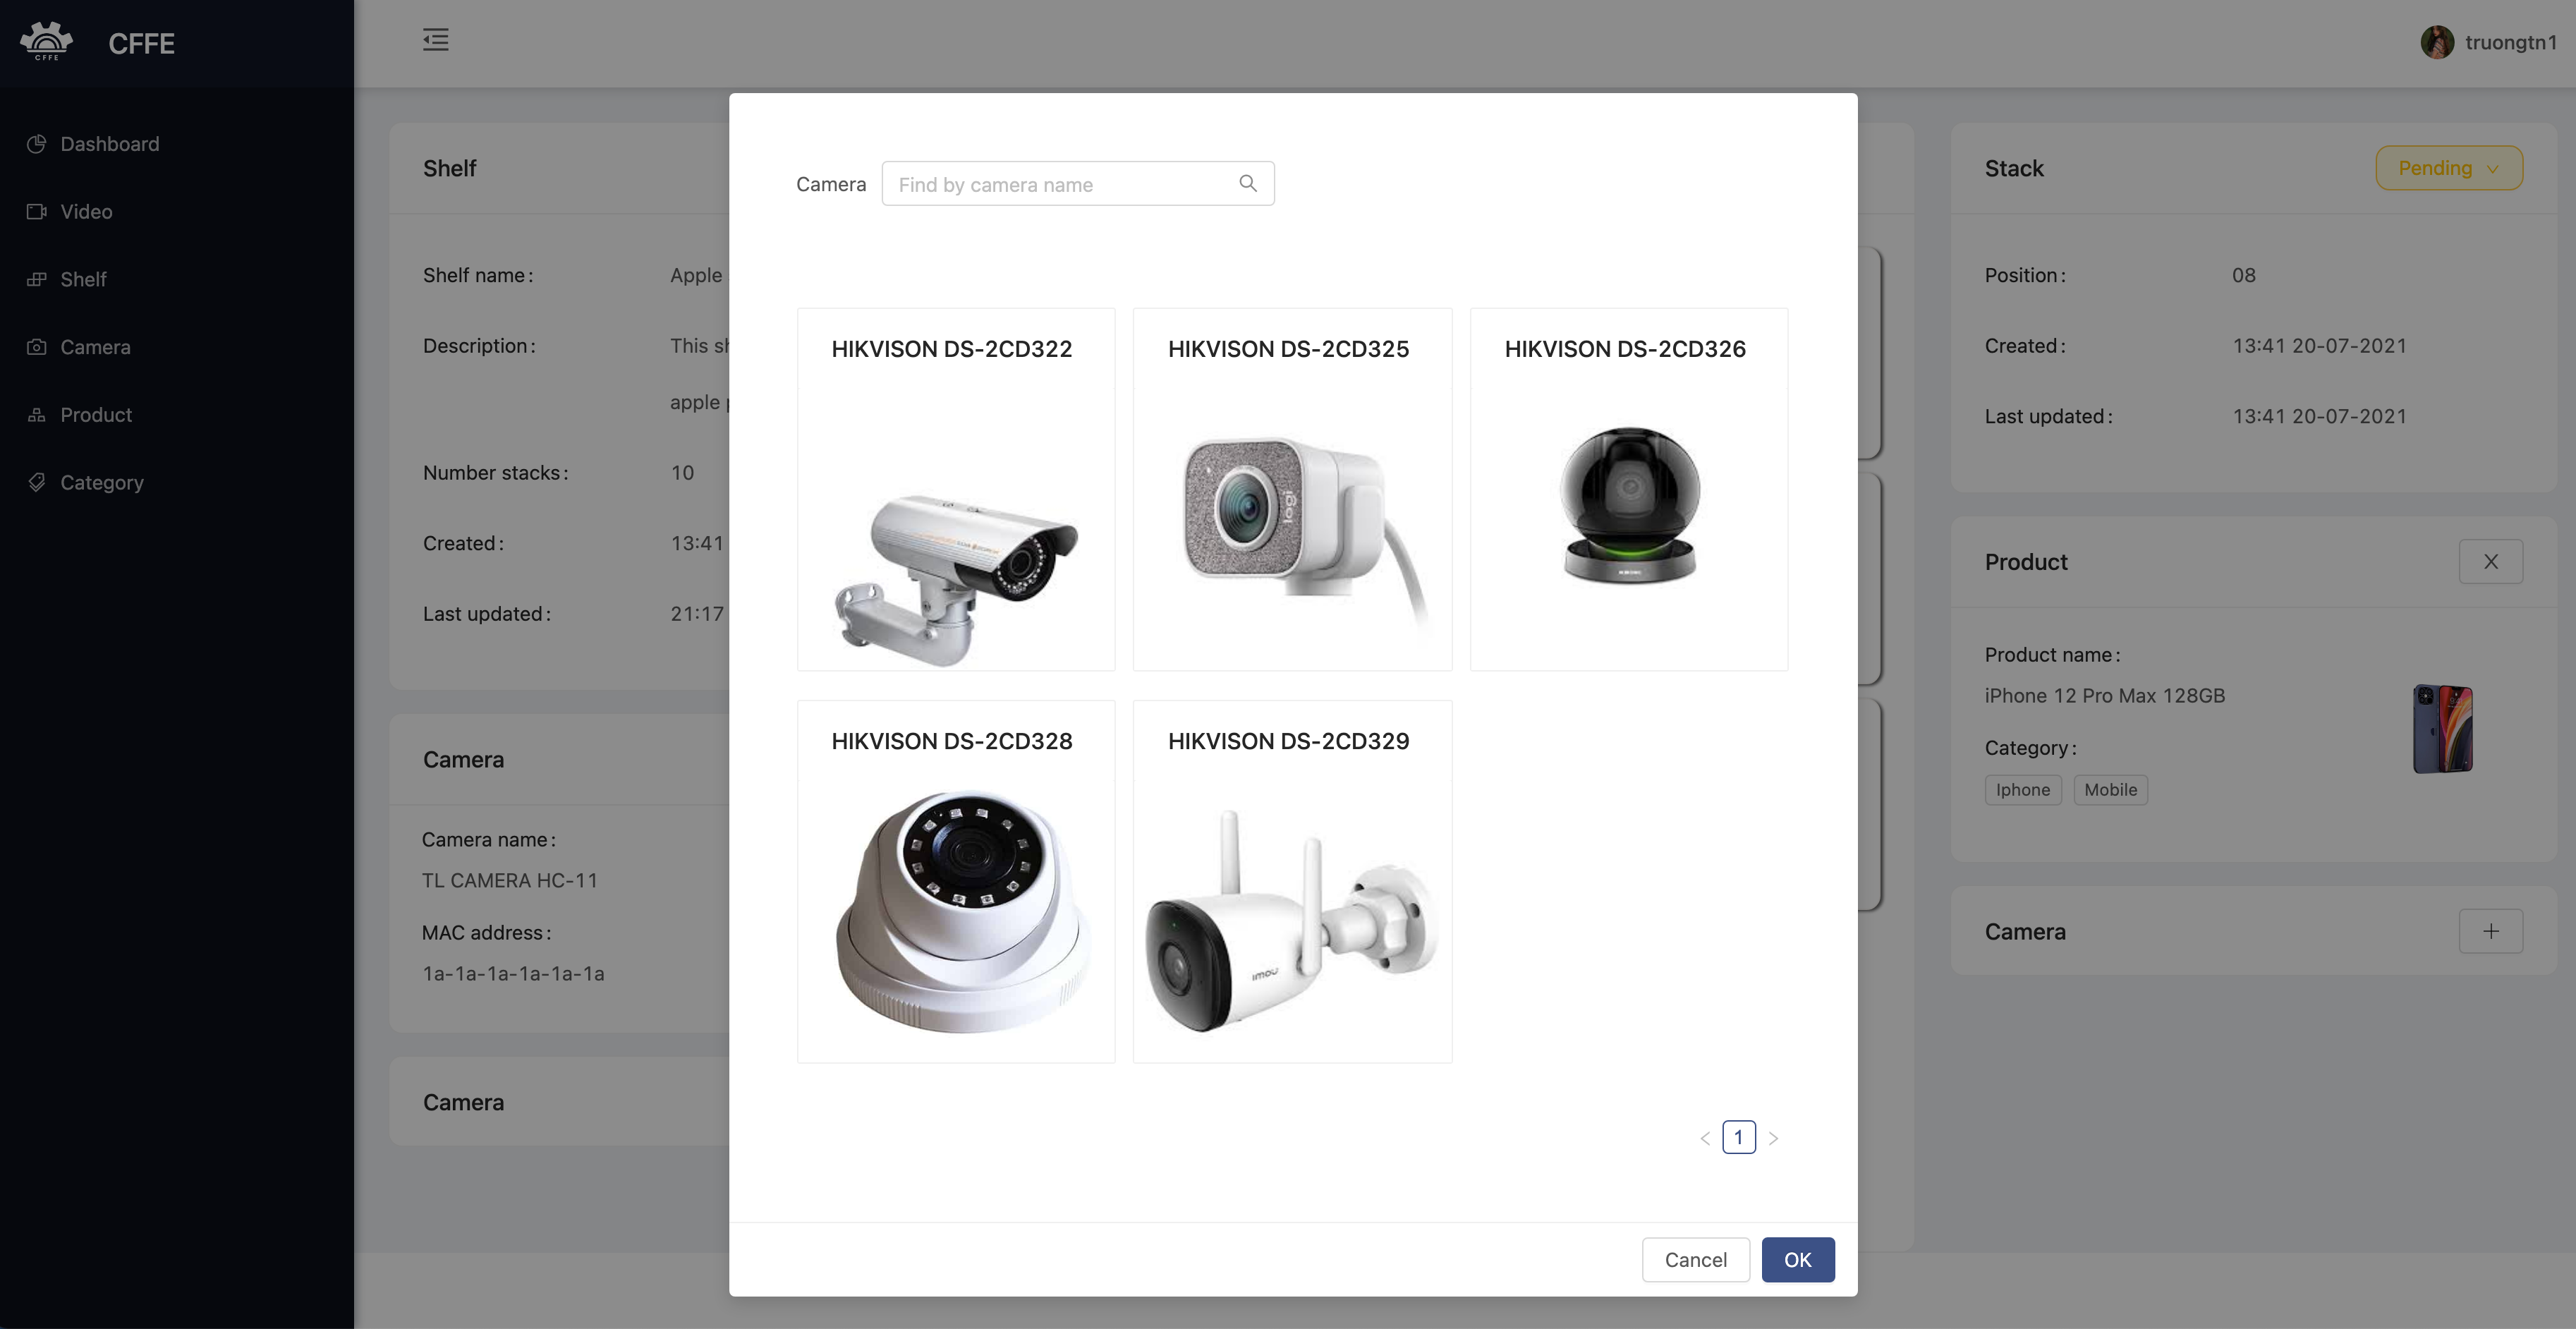 CFFE
CFFE
truongtn1
Dashboard
Video
Shelf
Camera
Product
Category
Shelf
Shelf name:
Apple
Description:
This sh
apple p
Number stacks:
10
Created:
13:41
Last updated:
21:17
Camera
Camera name:
TL CAMERA HC-11
MAC address:
1a-1a-1a-1a-1a-1a
Camera
Camera
Find by camera name
HIKVISON DS-2CD322
HIKVISON DS-2CD325
logi
HIKVISON DS-2CD326
HIKVISON DS-2CD328
HIKVISON DS-2CD329
imou
1
Cancel
OK
Stack
Pending
Position:
08
Created:
13:41 20-07-2021
Last updated:
13:41 20-07-2021
Product
Product name:
iPhone 12 Pro Max 128GB
Category:
Iphone
Mobile
Camera